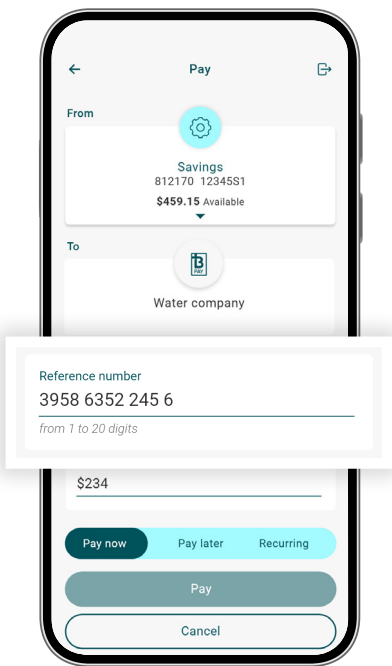 Pay
From
Savings
812170 12345S1
$459.15 Available
To
B
PAY
Water company
Reference number
3958 6352 245 6
from 1 to 20 digits
$234
Pay now Pay later Recurring
Pay
Cancel